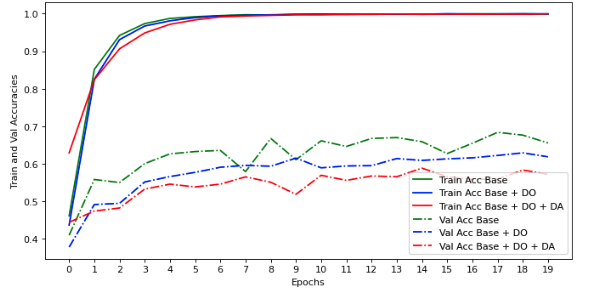 1.0
0.9
0.8
0.7
0.6
0.5
0.4
Train and Val Accuracies
0 1 2 3 4 5 6 7 8 9 10 11 12 13 14 15 16 17 18 19
Epochs
Train Acc Base
Train Acc Base + DO
Train Acc Base + DO + DA
Val Acc Base
Val Acc Base + DO
Val Acc Base + DO + DA